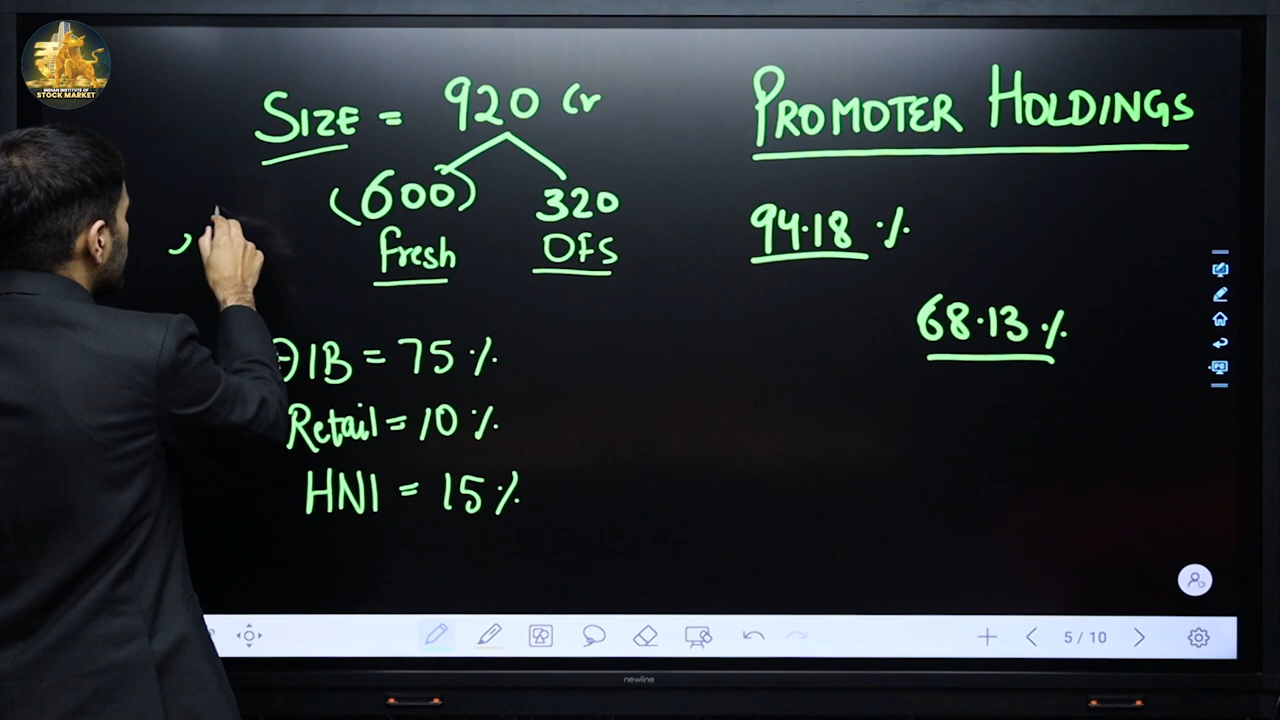 INDIAN INSTITUTE OF
STOCK MARKET
SIZE = 920 Cr
(600) 320
fresh OFS
QIB = 75 %
Retail = 10 %
HNI = 15 %
PROMOTER HOLDINGS
94.18 %
68.13 %
5 / 10
newline